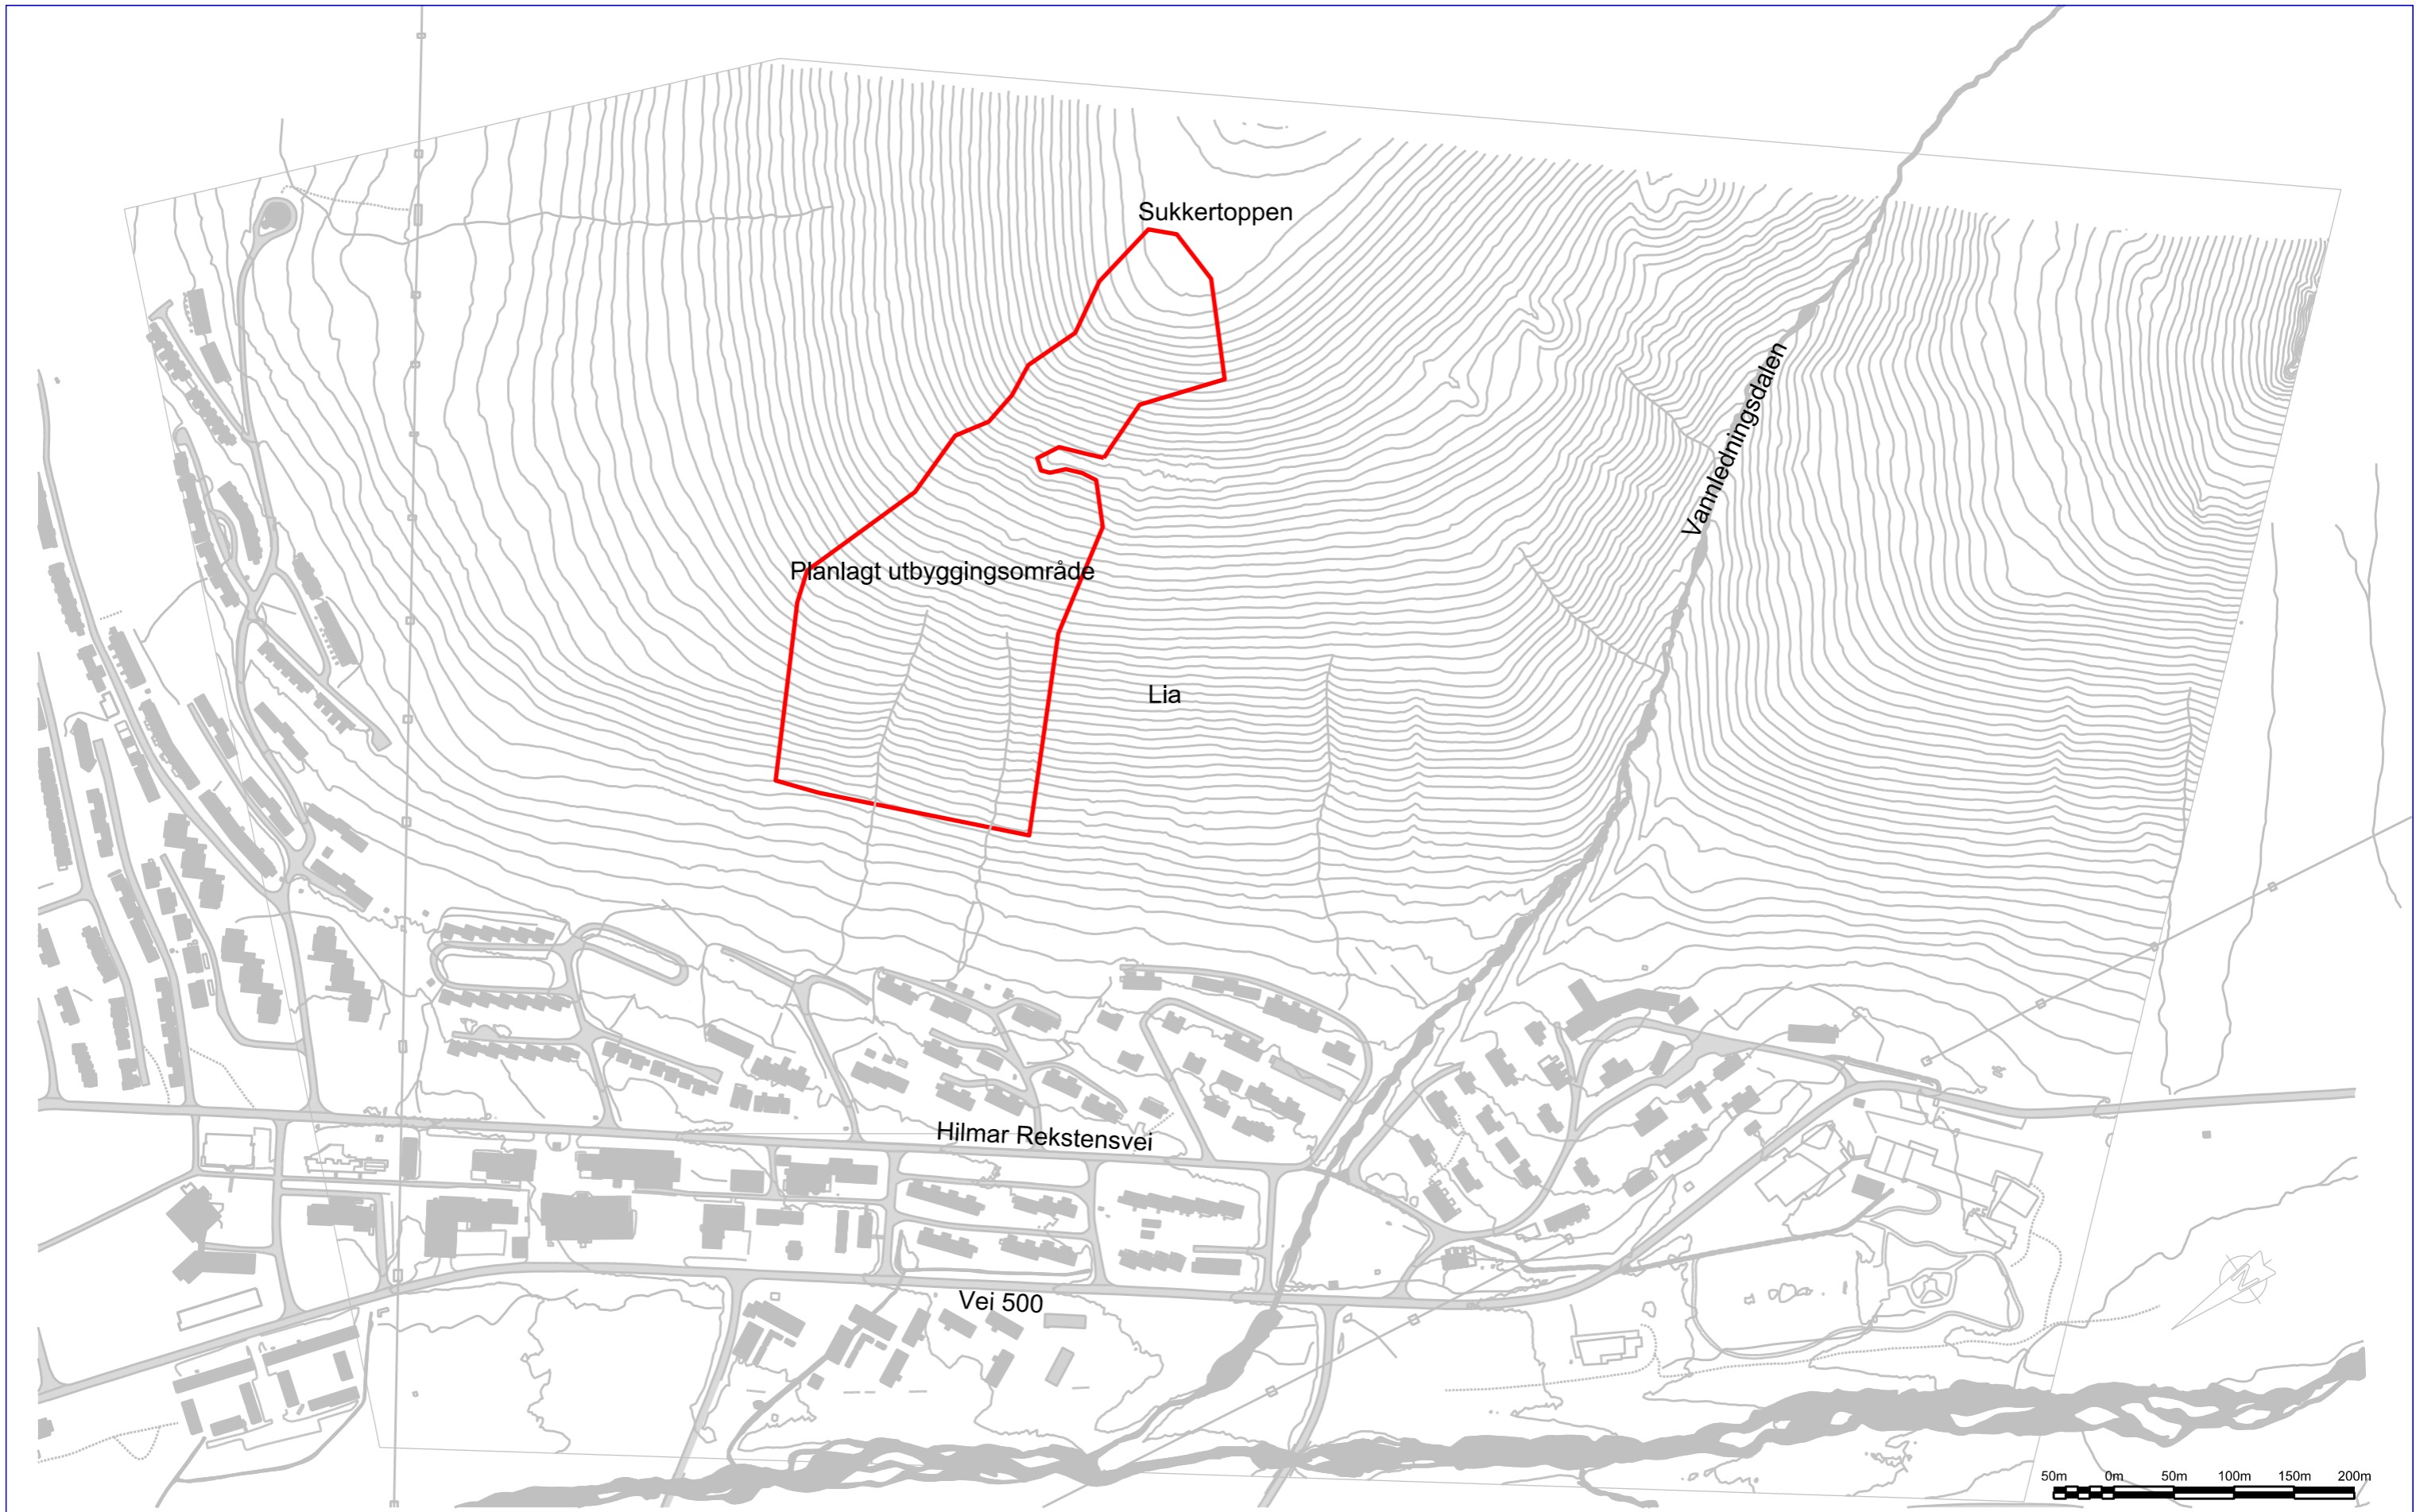 Sukkertoppen
Vannledningsdalen
Planlagt utbyggingsområde
Lia
Hilmar Rekstensvei
Vei 500
N
50m 0m 50m 100m 150m 200m